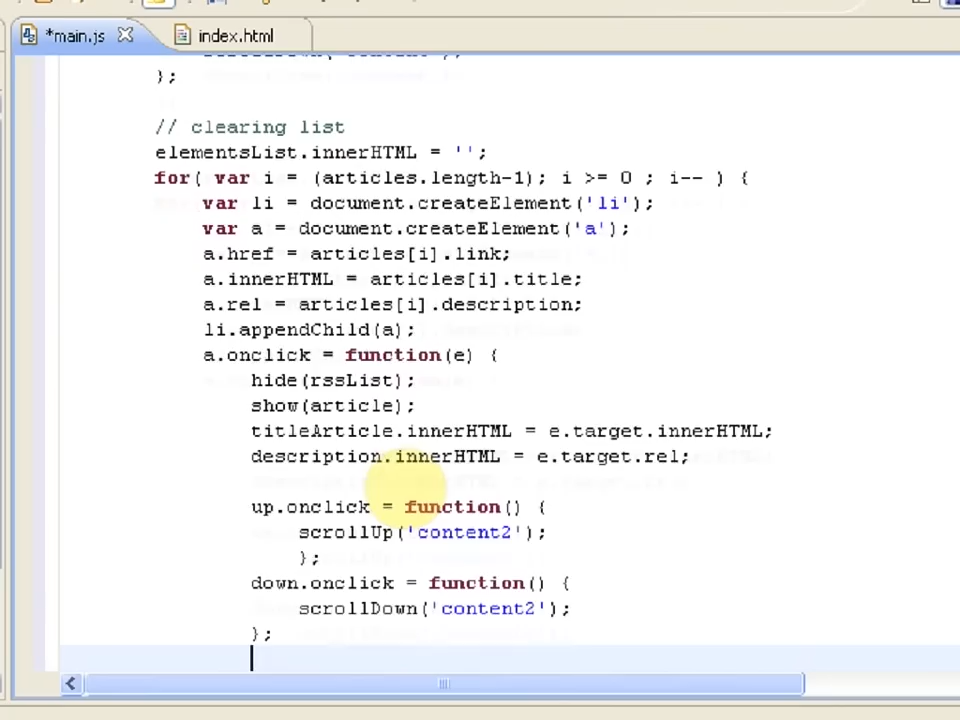 *main.js index.html
};
// clearing list
elementsList.innerHTML = '';
for( var i = (articles.length-1); i >= 0 ; i-- ) {
var li = document.createElement('li');
var a = document.createElement('a');
a.href = articles[i].link;
a.innerHTML = articles[i].title;
a.rel = articles[i].description;
li.appendChild(a);
a.onclick = function(e) {
hide(rssList);
show(article);
titleArticle.innerHTML = e.target.innerHTML;
description.innerHTML = e.target.rel;
up.onclick = function() {
scrollUp('content2');
};
down.onclick = function() {
scrollDown('content2');
};